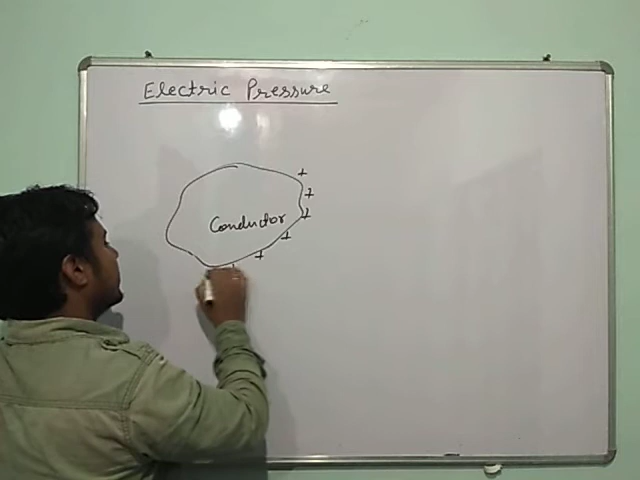 Electric Pressure
+
+
+
Conductor
+
+